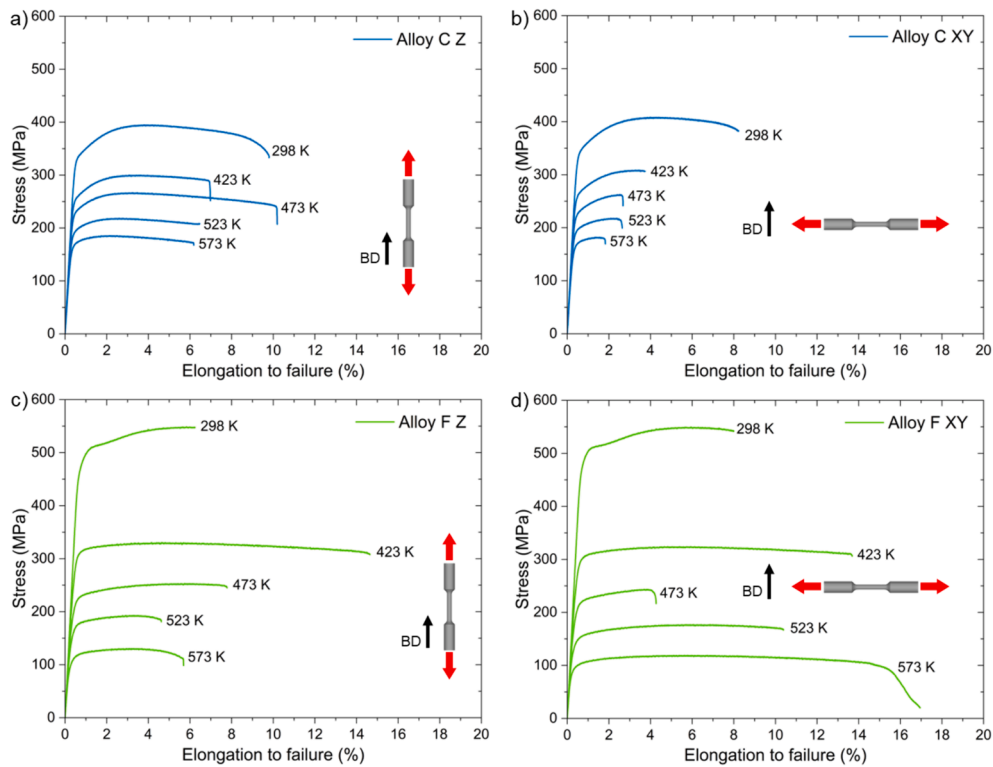 a)
Alloy C Z
600
500
400
300
200
100
0
Stress (MPa)
298 K
423 K
473 K
523 K
573 K
BD
0 2 4 6 8 10 12 14 16 18 20
Elongation to failure (%)
b)
Alloy C XY
600
500
400
300
200
100
0
Stress (MPa)
298 K
423 K
473 K
523 K
573 K
BD
0 2 4 6 8 10 12 14 16 18 20
Elongation to failure (%)
c)
Alloy F Z
600
500
400
300
200
100
0
Stress (MPa)
298 K
423 K
473 K
523 K
573 K
BD
0 2 4 6 8 10 12 14 16 18 20
Elongation to failure (%)
d)
Alloy F XY
600
500
400
300
200
100
0
Stress (MPa)
298 K
423 K
473 K
523 K
573 K
BD
0 2 4 6 8 10 12 14 16 18 20
Elongation to failure (%)